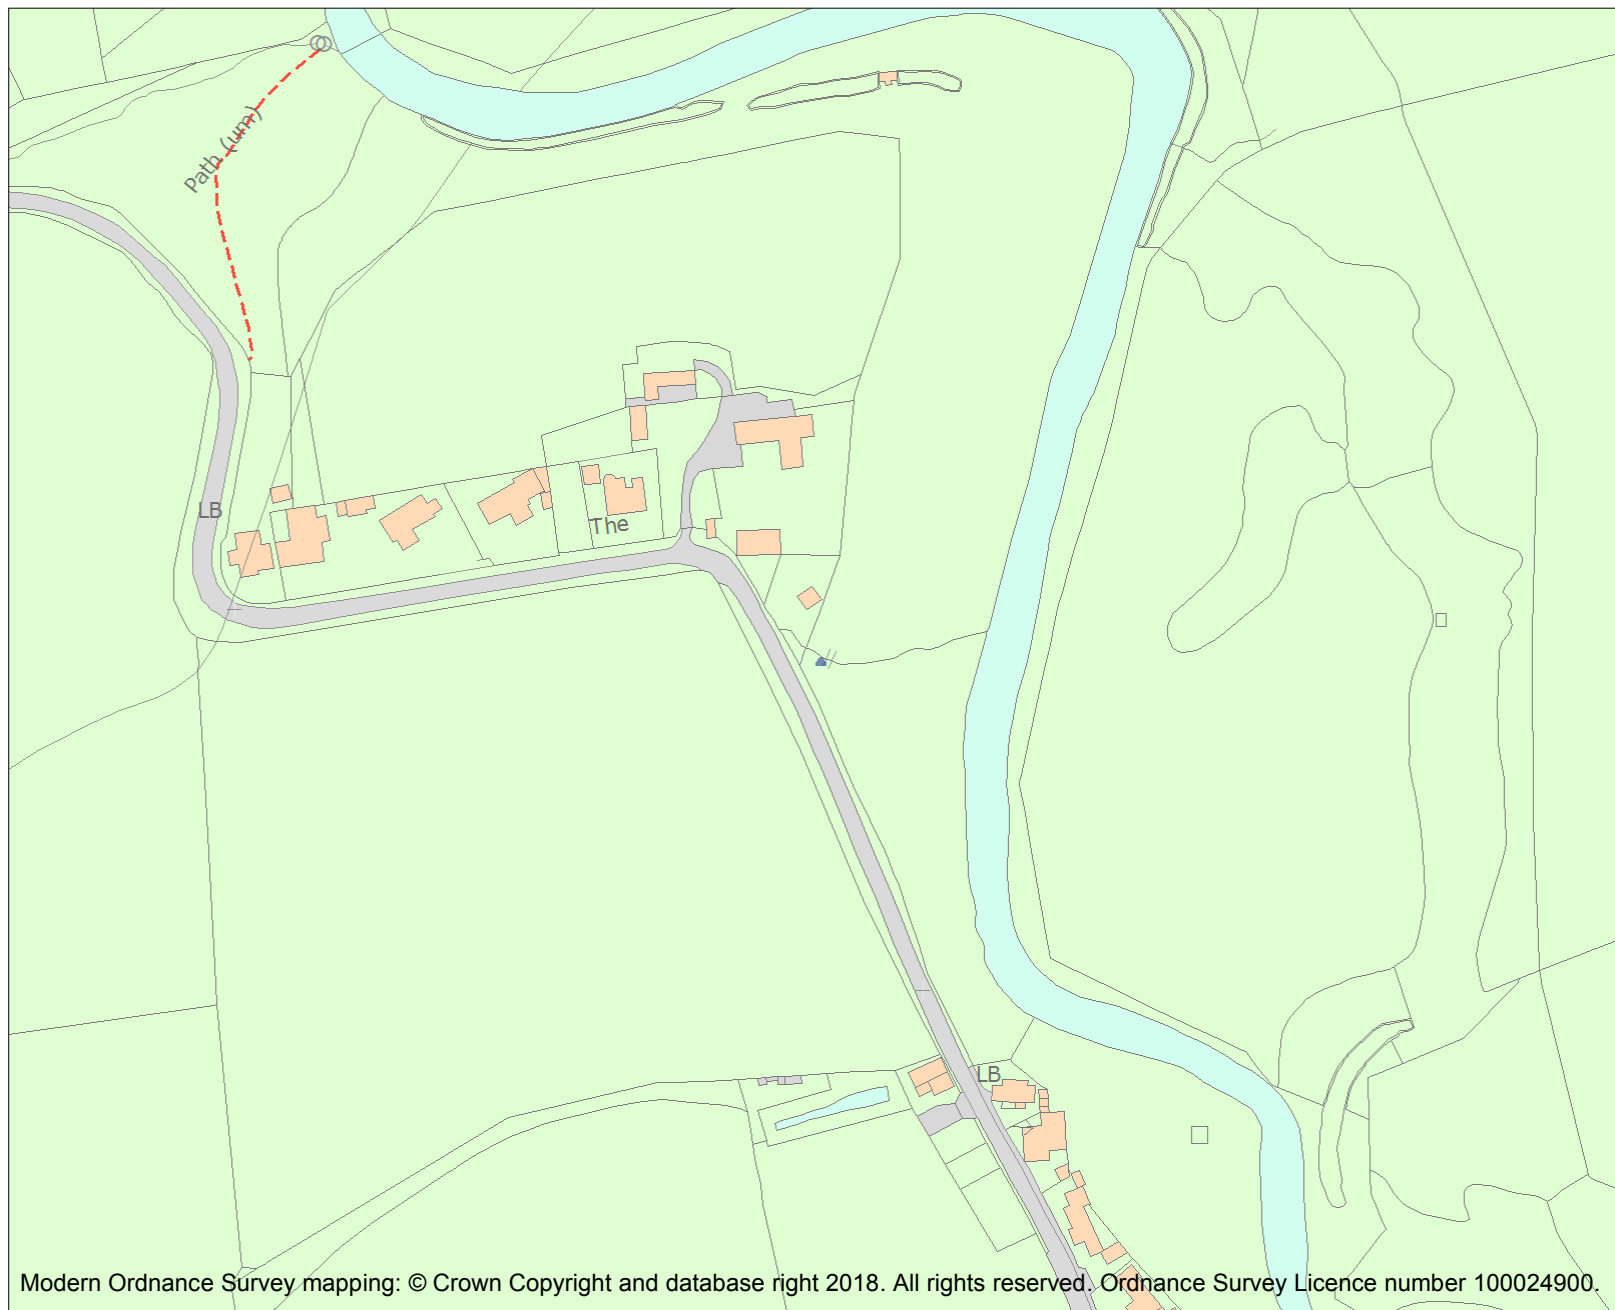 Path (um)
LB
The
LB
Modern Ordnance Survey mapping: © Crown Copyright and database right 2018. All rights reserved. Ordnance Survey Licence number 100024900.